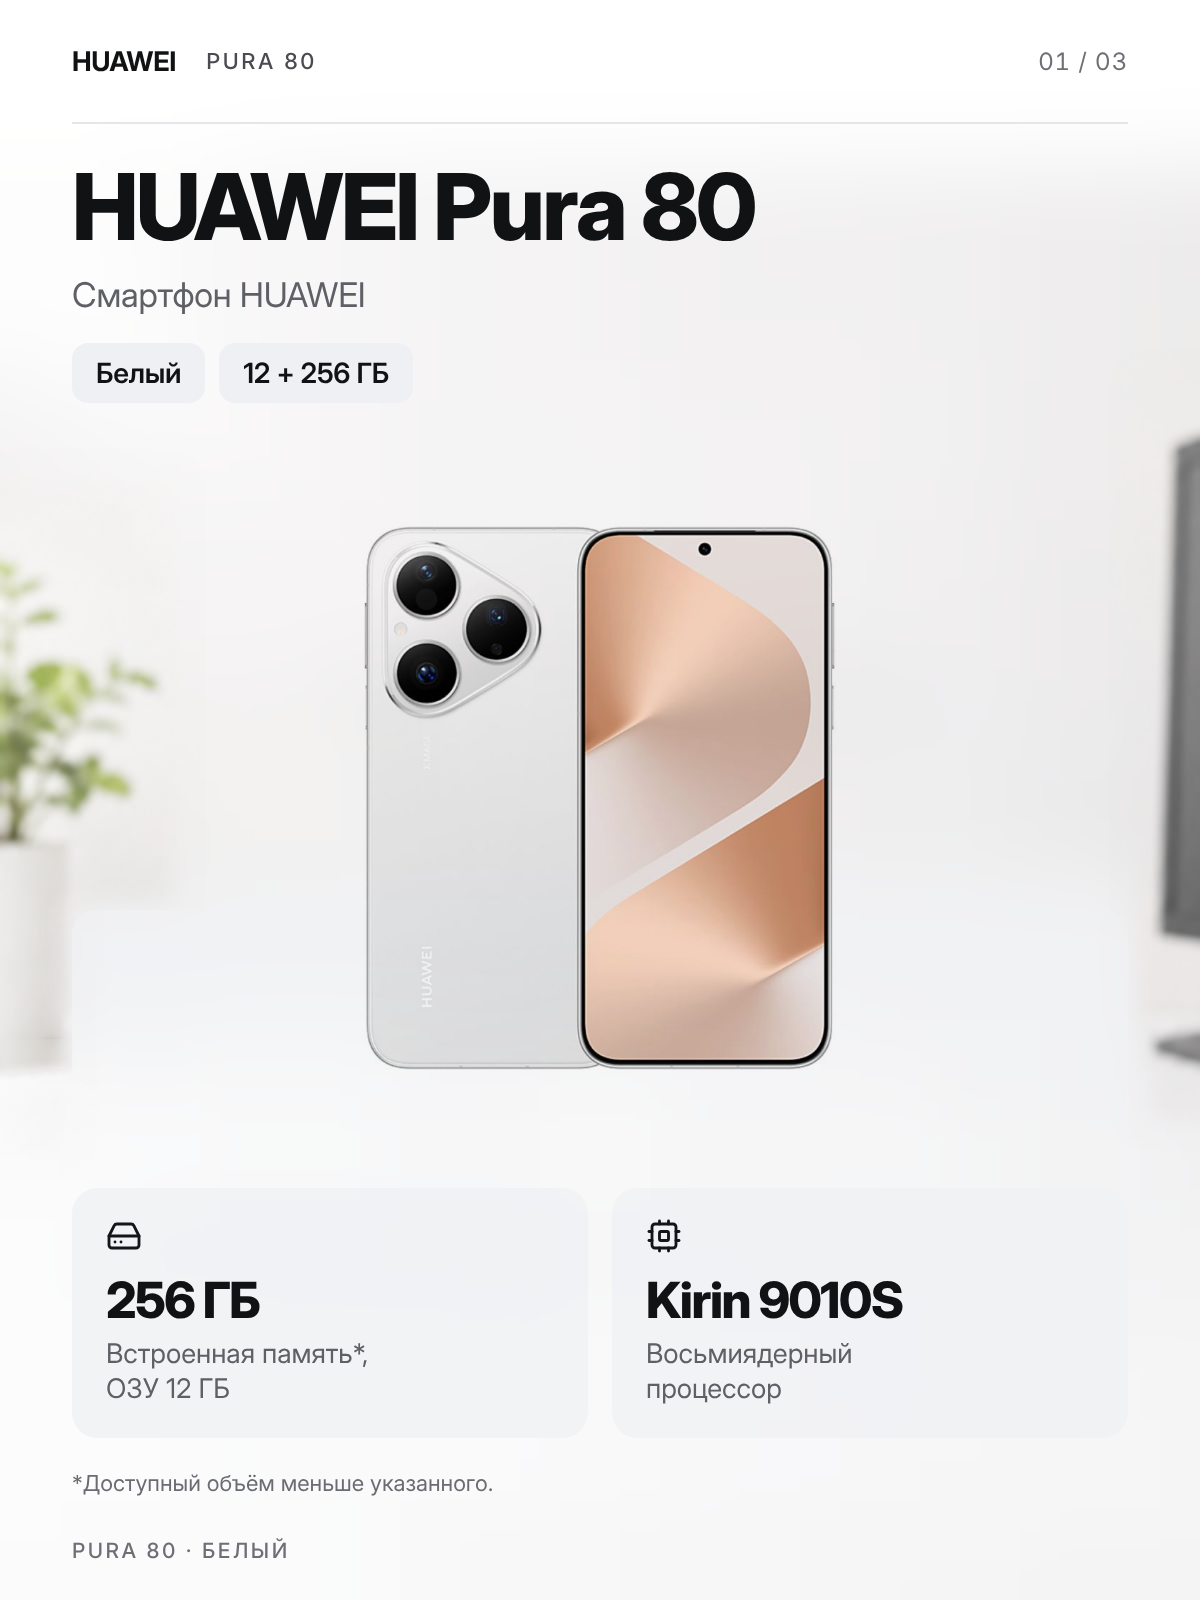 HUAWEI PURA 80 01 / 03
HUAWEI Pura 80
Смартфон HUAWEI
Белый 12 + 256 ГБ
XMAGE
HUAWEI
256 ГБ
Встроенная память*,
ОЗУ 12 ГБ
Kirin 9010S
Восьмиядерный
процессор
*Доступный объём меньше указанного.
PURA 80 · БЕЛЫЙ